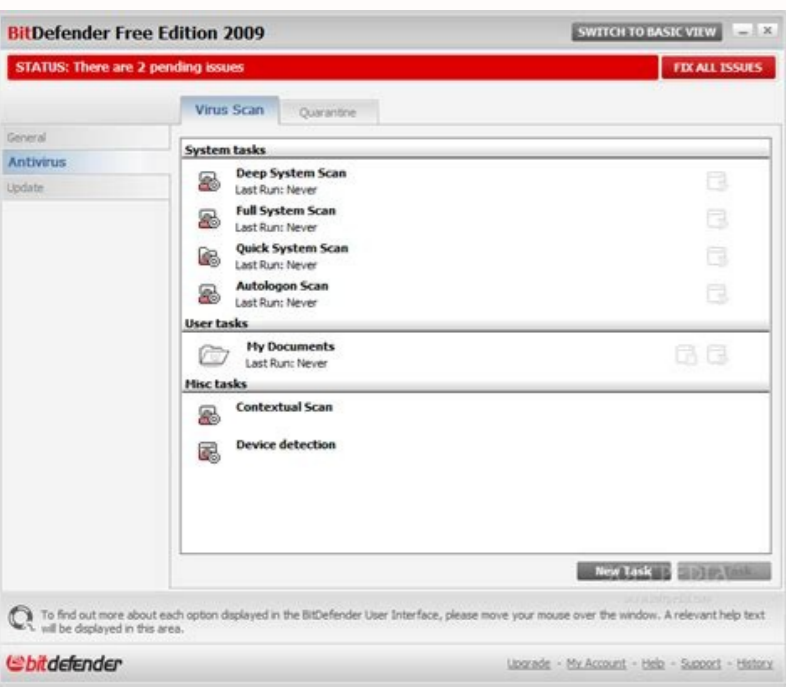 BitDefender Free Edition 2009
SWITCH TO BASIC VIEW
STATUS: There are 2 pending issues
FIX ALL ISSUES
Virus Scan
Quarantine
General
Antivirus
Update
System tasks
Deep System Scan
Last Run: Never
Full System Scan
Last Run: Never
Quick System Scan
Last Run: Never
Autologon Scan
Last Run: Never
User tasks
My Documents
Last Run: Never
Misc tasks
Contextual Scan
Device detection
New Task
Task
To find out more about each option displayed in the BitDefender User Interface, please move your mouse over the window. A relevant help text
will be displayed in this area.
bitdefender
Upgrade - My Account - Help - Support - History